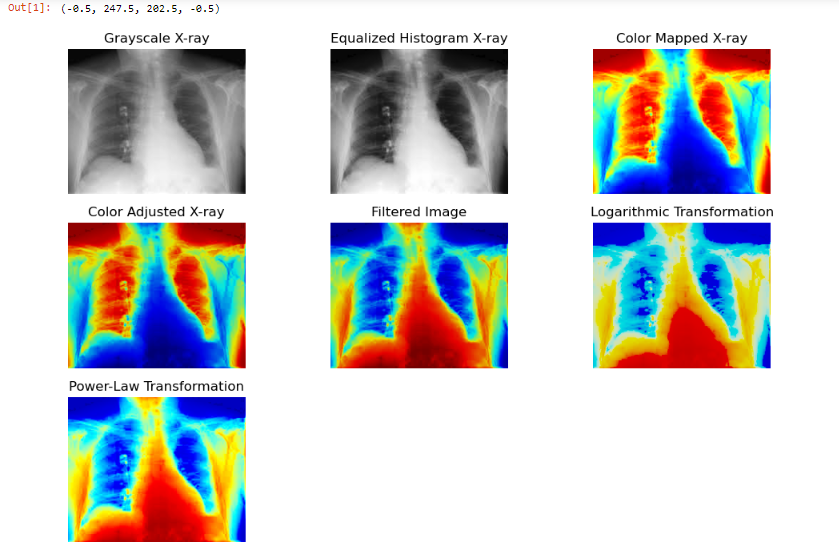 Out[1]: (-0.5, 247.5, 202.5, -0.5)
Grayscale X-ray
Equalized Histogram X-ray
Color Mapped X-ray
Color Adjusted X-ray
Filtered Image
Logarithmic Transformation
Power-Law Transformation